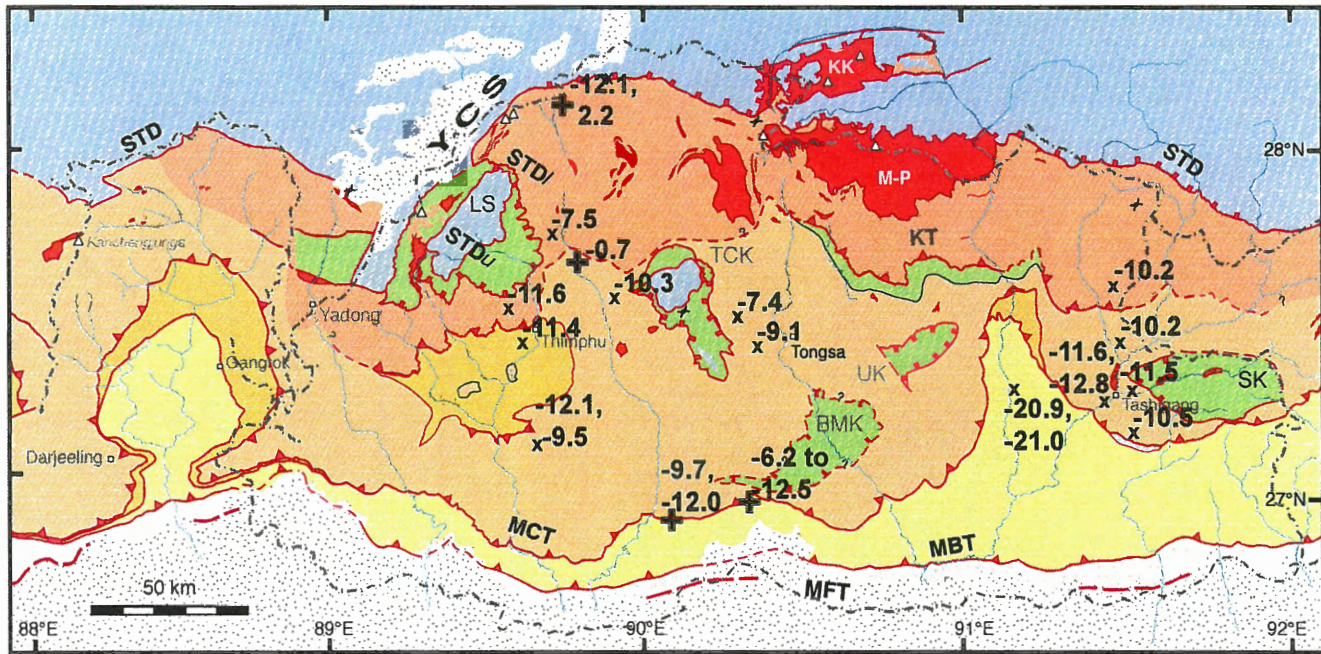 KK
-12.1,
2.2
Y C S
STD
STDl
28°N
STD
M-P
LS
Kanchenjunga
-7.5
STDu
-0.7
TCK
KT
-10.3
-10.2
-11.6
Yadong
-7.4
-11.4
Thimphu
-9.1
Tongsa
-10.2
Gangtok
UK
-11.6,
-11.5
-12.8
SK
Tashigang
-12.1,
-9.5
BMK
-20.9,
-21.0
-10.5
Darjeeling
-9.7,
-12.0
-6.2 to
-12.5
27°N
MCT
MBT
MFT
50 km
88°E
89°E
90°E
91°E
92°E
?
?
?
?